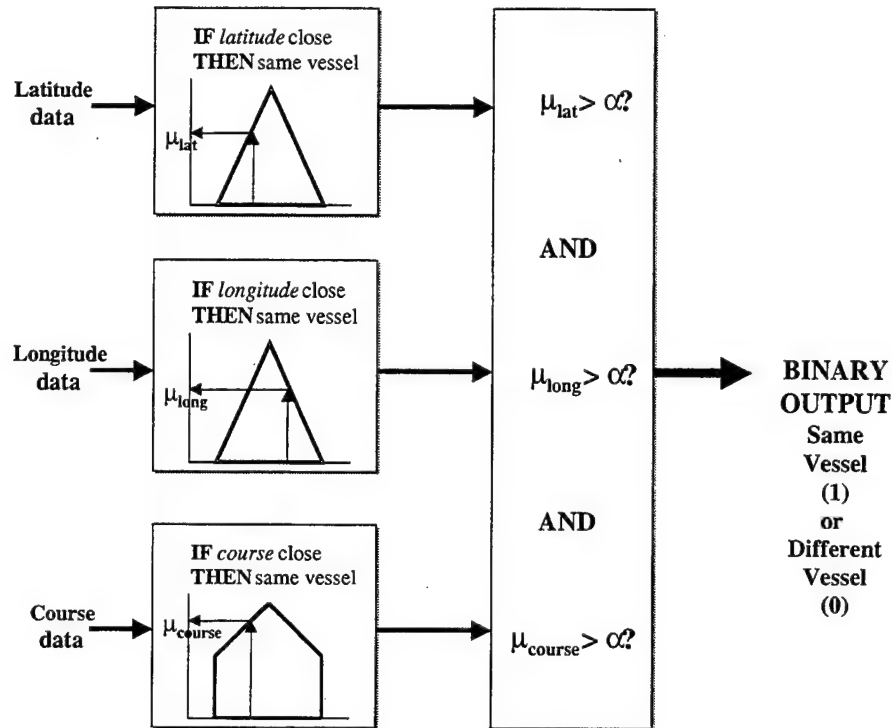 IF latitude close
THEN same vessel
Latitude
data
μlat
μlat > α?
AND
IF longitude close
THEN same vessel
Longitude
data
μlong
μlong > α?
AND
IF course close
THEN same vessel
Course
data
μcourse
μcourse > α?
BINARY
OUTPUT
Same
Vessel
(1)
or
Different
Vessel
(0)